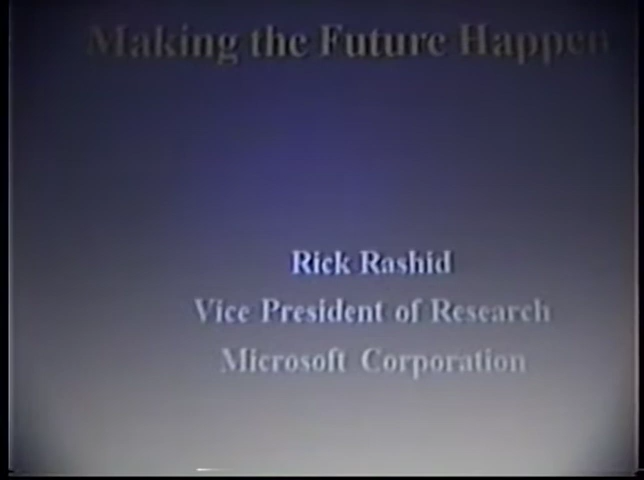 Making the Future Happen
Rick Rashid
Vice President of Research
Microsoft Corporation